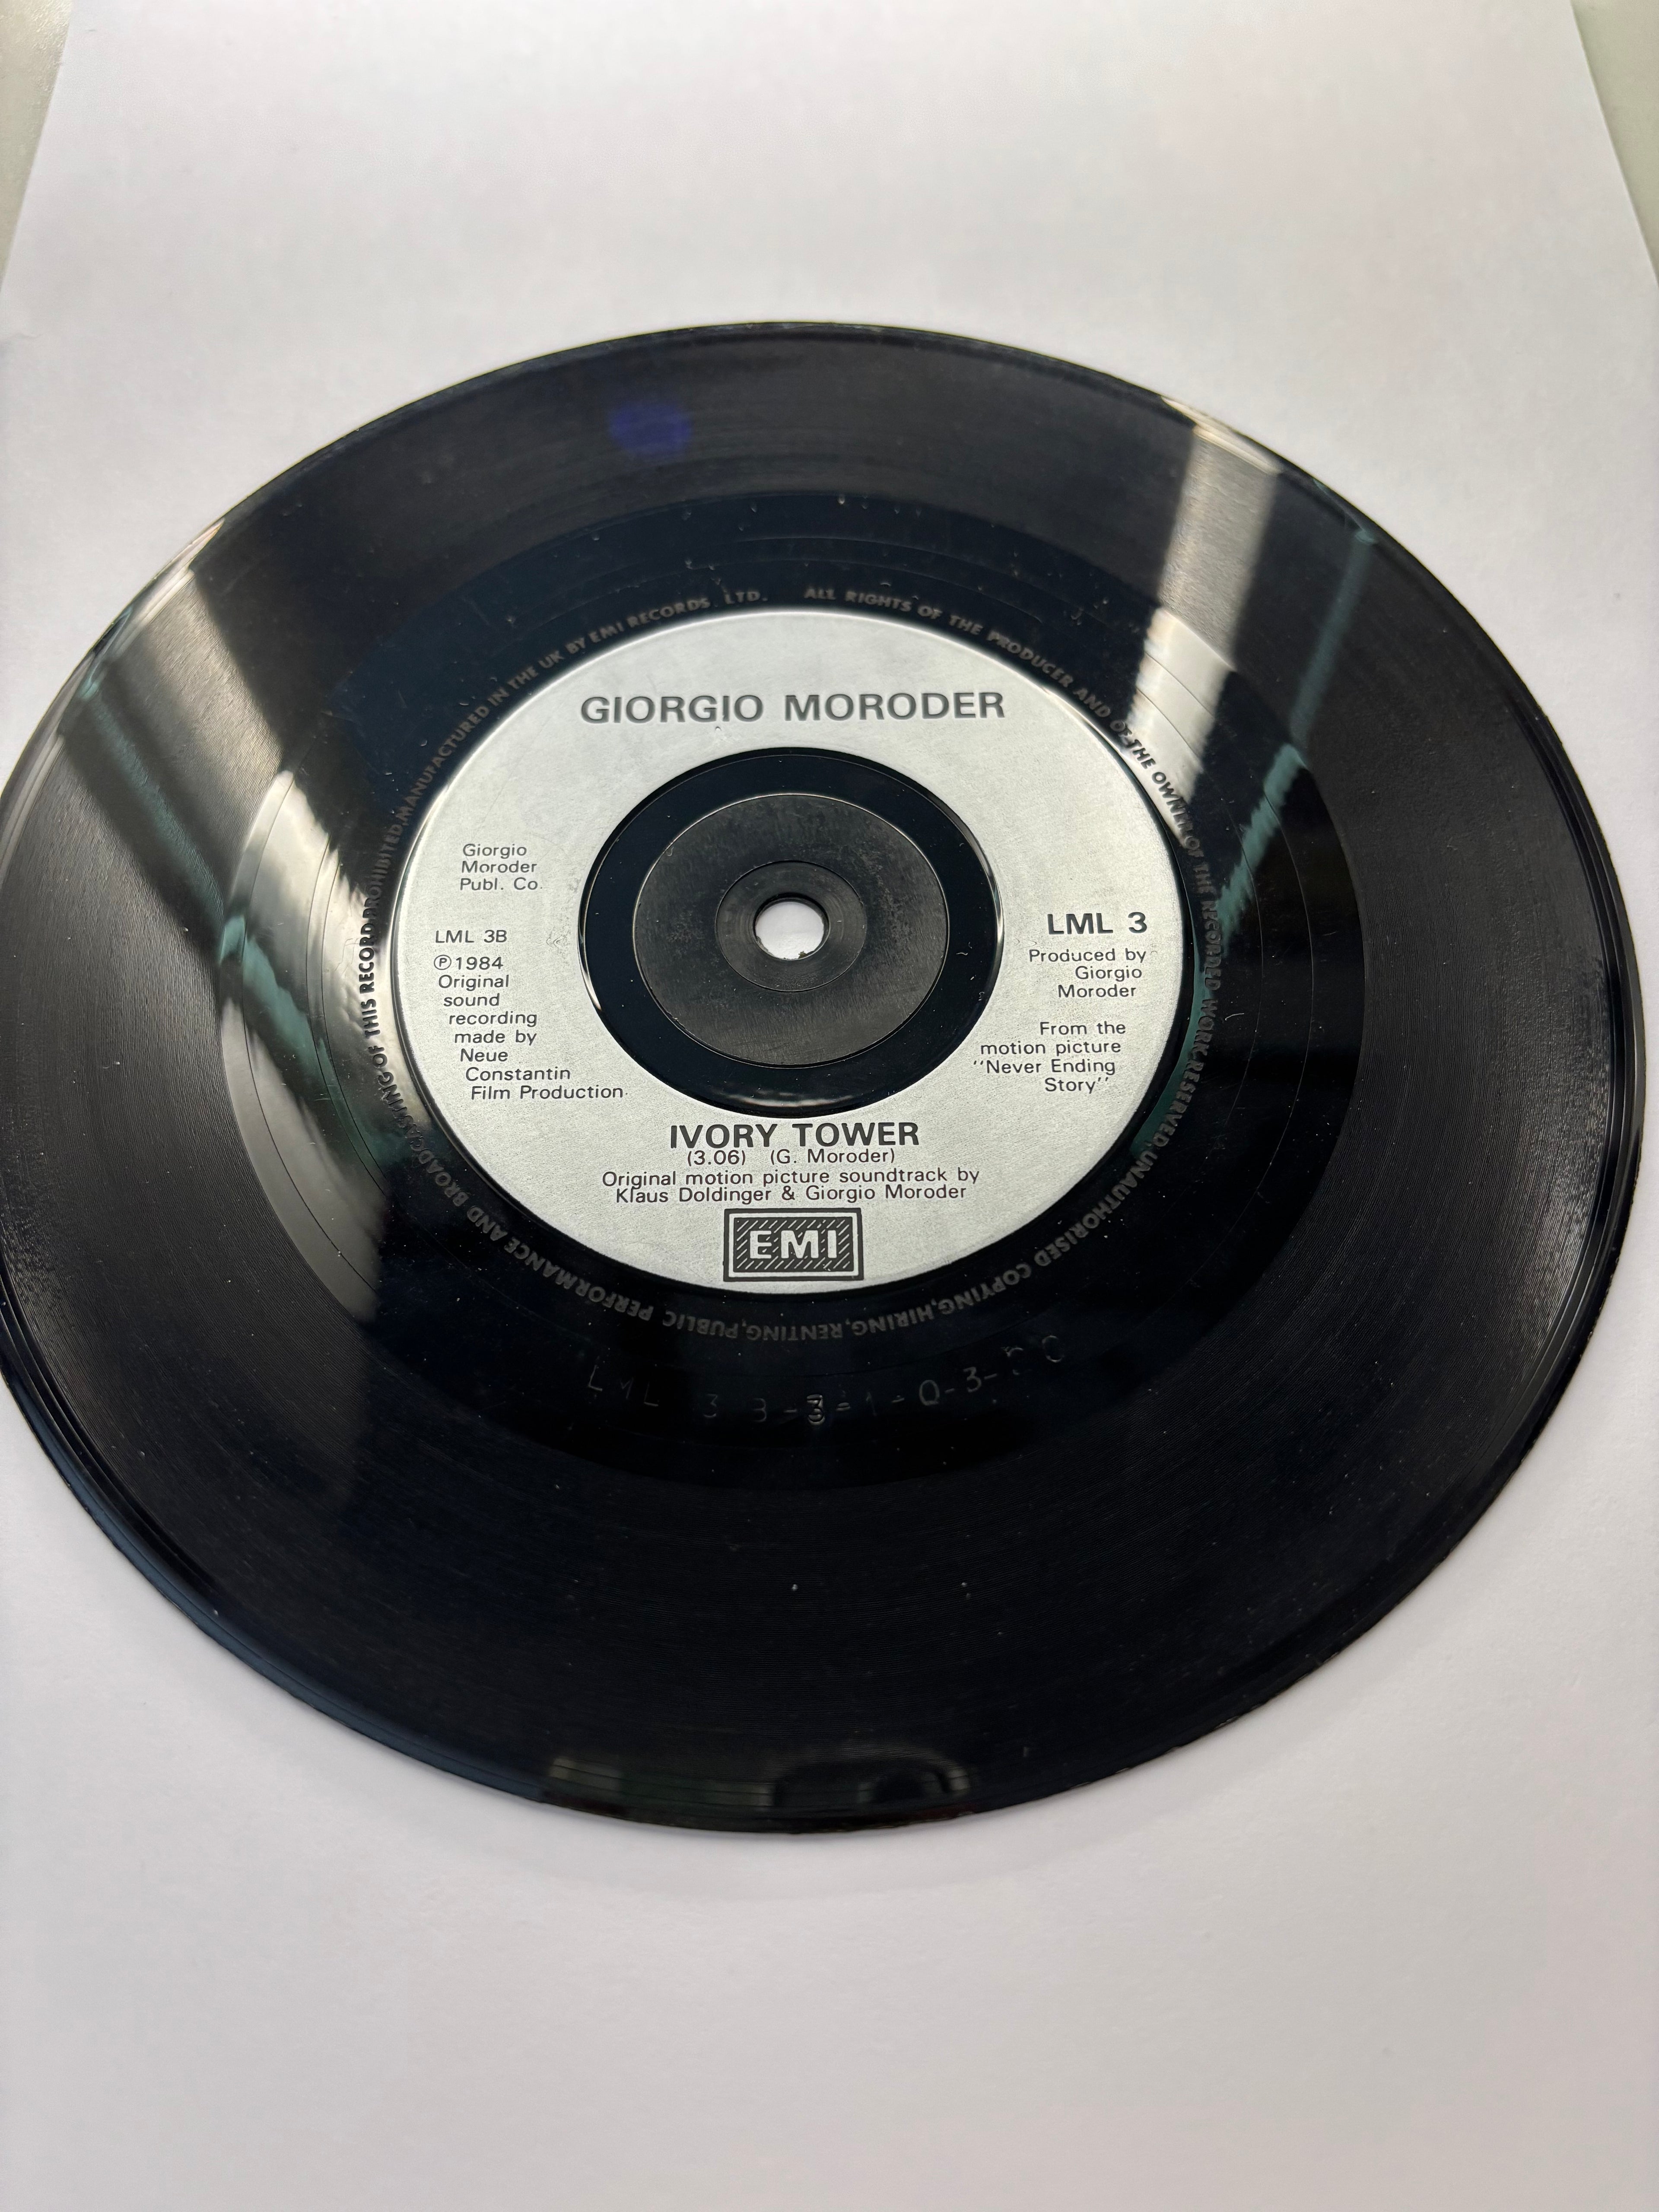 MANUFACTURED IN THE UK BY EMI RECORDS LTD. ALL RIGHTS OF THE PRODUCER AND OF THE OWNER OF THE RECORDED WORK RESERVED. UNAUTHORISED COPYING, HIRING, RENTING, PUBLIC PERFORMANCE AND BROADCASTING OF THIS RECORD PROHIBITED.
GIORGIO MORODER
Giorgio
Moroder
Publ. Co.
LML 3B
℗1984
Original
sound
recording
made by
Neue
Constantin
Film Production.
LML 3
Produced by
Giorgio
Moroder
From the
motion picture
"Never Ending
Story"
IVORY TOWER
(3.06) (G. Moroder)
Original motion picture soundtrack by
Klaus Doldinger & Giorgio Moroder
EMI